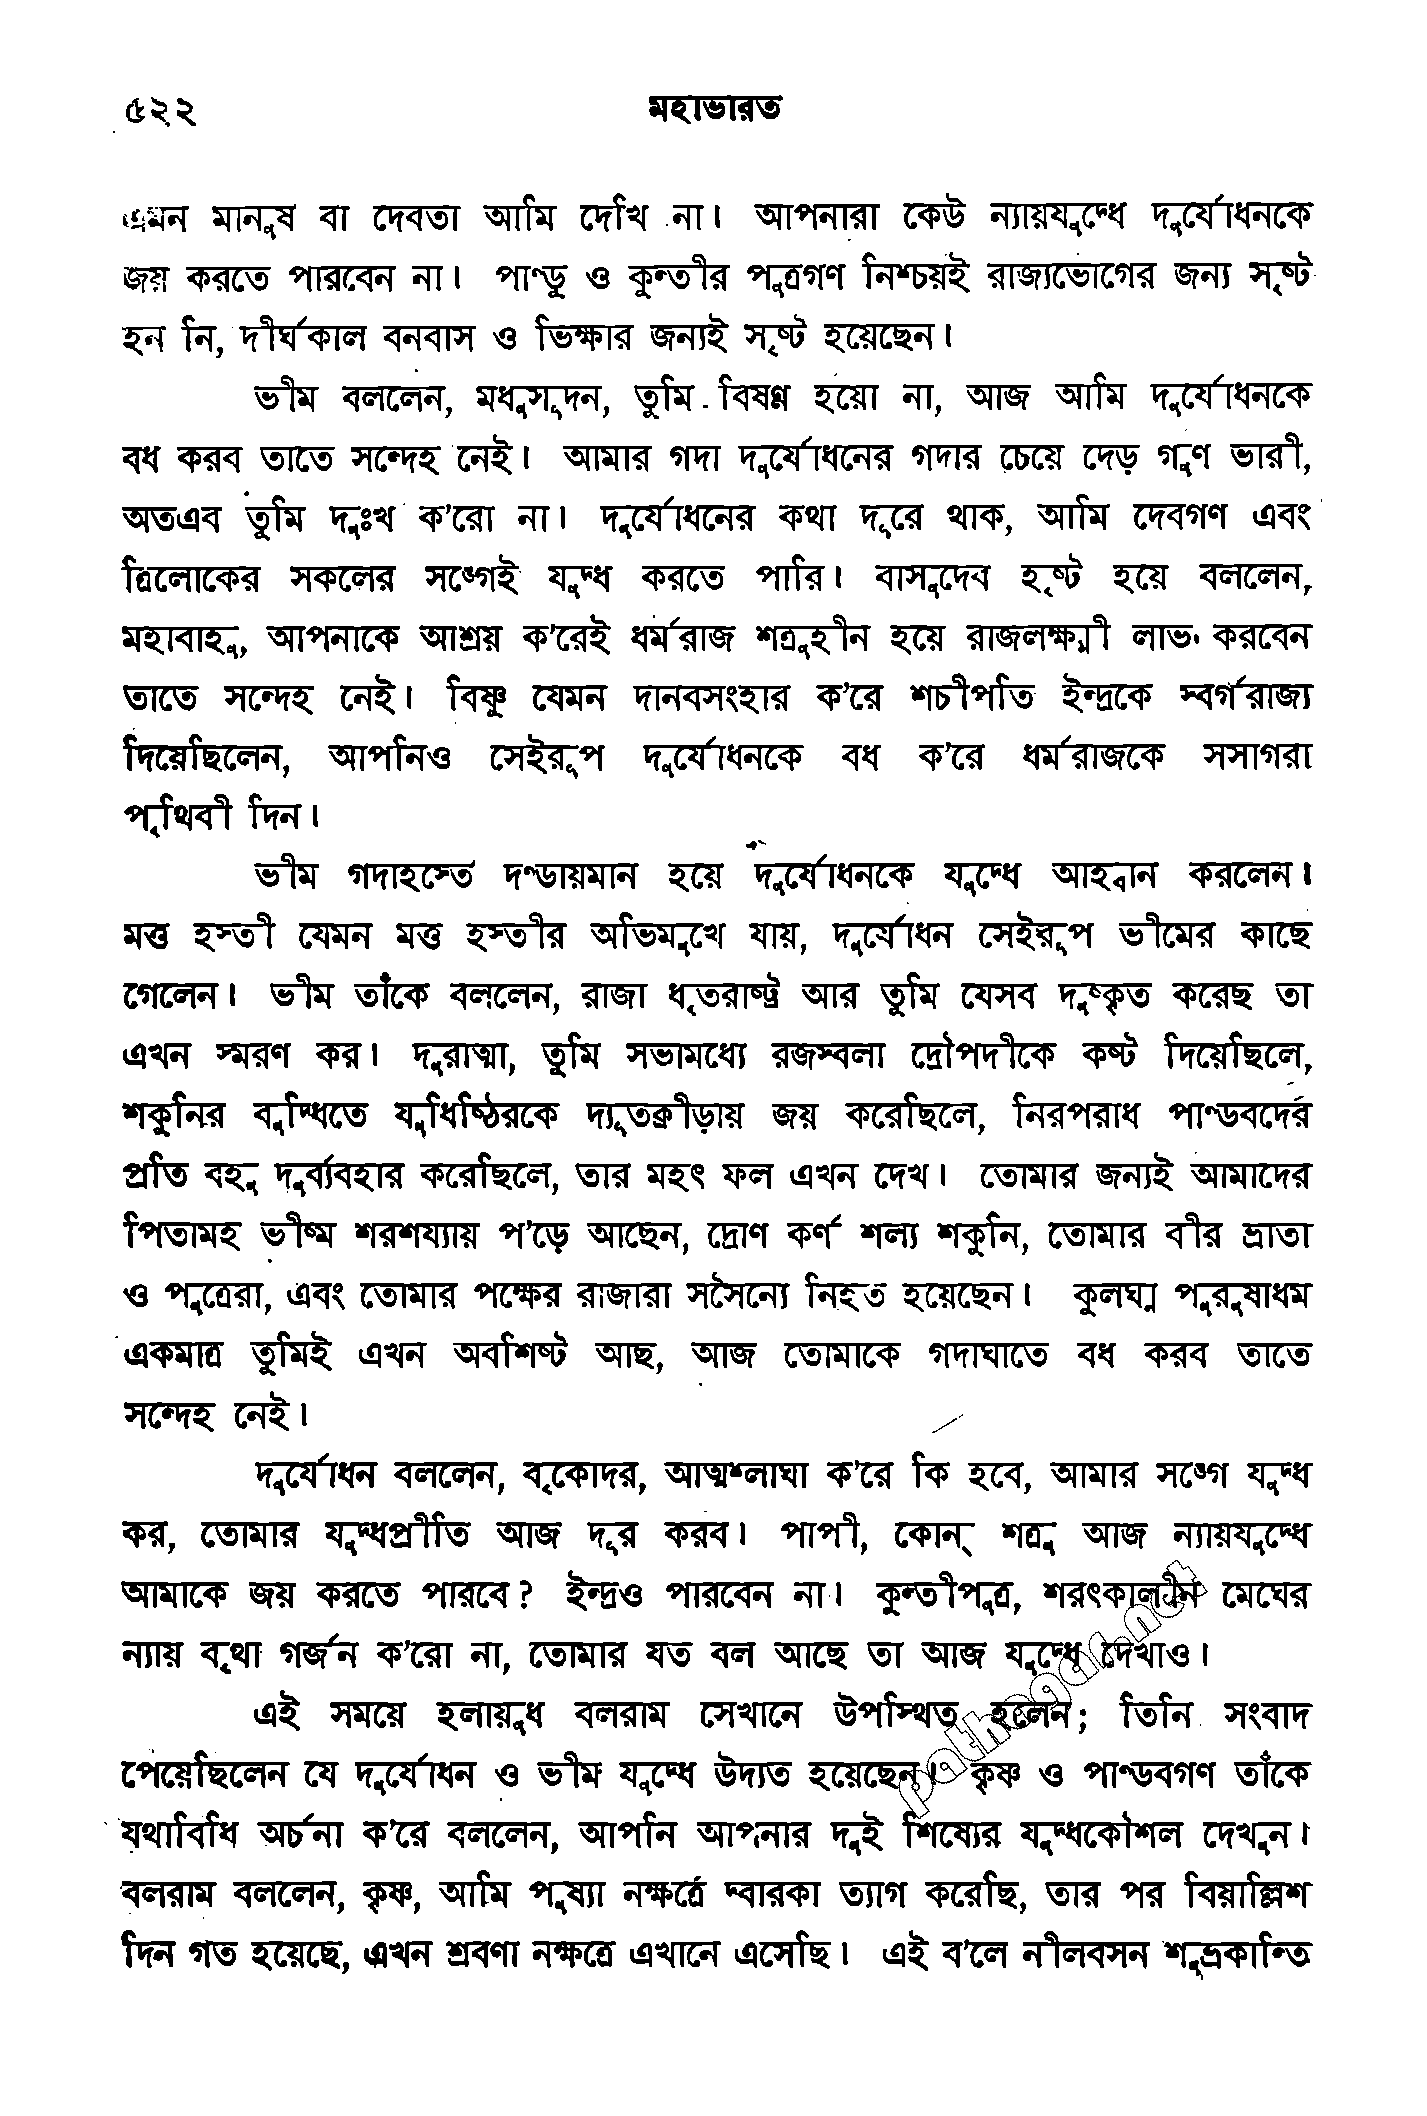 ৫২২ মহাভারত
এমন মানুষ বা দেবতা আমি দেখি না। আপনারা কেউ ন্যায়যুদ্ধে দুর্যোধনকে
জয় করতে পারবেন না। পাণ্ডু ও কুন্তীর পুত্রগণ নিশ্চয়ই রাজ্যভোগের জন্য সৃষ্ট
হন নি, দীর্ঘকাল বনবাস ও ভিক্ষার জন্যই সৃষ্ট হয়েছেন।
ভীম বললেন, মধুসূদন, তুমি বিষণ্ণ হয়ো না, আজ আমি দুর্যোধনকে
বধ করব তাতে সন্দেহ নেই। আমার গদা দুর্যোধনের গদার চেয়ে দেড় গুণ ভারী,
অতএব তুমি দুঃখ ক’রো না। দুর্যোধনের কথা দূরে থাক, আমি দেবগণ এবং
ত্রিলোকের সকলের সঙ্গেই যুদ্ধ করতে পারি। বাসুদেব হৃষ্ট হয়ে বললেন,
মহাবাহু, আপনাকে আশ্রয় ক’রেই ধর্মরাজ শত্রুহীন হয়ে রাজলক্ষ্মী লাভ করবেন
তাতে সন্দেহ নেই। বিষ্ণু যেমন দানবসংহার ক’রে শচীপতি ইন্দ্রকে স্বর্গরাজ্য
দিয়েছিলেন, আপনিও সেইরূপ দুর্যোধনকে বধ ক’রে ধর্মরাজকে সসাগরা
পৃথিবী দিন।
ভীম গদাহস্তে দণ্ডায়মান হয়ে দুর্যোধনকে যুদ্ধে আহ্বান করলেন।
মত্ত হস্তী যেমন মত্ত হস্তীর অভিমুখে যায়, দুর্যোধন সেইরূপ ভীমের কাছে
গেলেন। ভীম তাঁকে বললেন, রাজা ধৃতরাষ্ট্র আর তুমি যেসব দুষ্কৃত করেছ তা
এখন স্মরণ কর। দুরাত্মা, তুমি সভামধ্যে রজস্বলা দ্রৌপদীকে কষ্ট দিয়েছিলে,
শকুনির বুদ্ধিতে যুধিষ্ঠিরকে দ্যূতক্রীড়ায় জয় করেছিলে, নিরপরাধ পাণ্ডবদের
প্রতি বহু দুর্ব্যবহার করেছিলে, তার মহৎ ফল এখন দেখ। তোমার জন্যই আমাদের
পিতামহ ভীষ্ম শরশয্যায় প’ড়ে আছেন, দ্রোণ কর্ণ শল্য শকুনি, তোমার বীর ভ্রাতা
ও পুত্রেরা, এবং তোমার পক্ষের রাজারা সসৈন্যে নিহত হয়েছেন। কুলঘ্ন পুরুষাধম
একমাত্র তুমিই এখন অবশিষ্ট আছ, আজ তোমাকে গদাঘাতে বধ করব তাতে
সন্দেহ নেই।
দুর্যোধন বললেন, বৃকোদর, আত্মশ্লাঘা ক’রে কি হবে, আমার সঙ্গে যুদ্ধ
কর, তোমার যুদ্ধপ্রীতি আজ দূর করব। পাপী, কোন্ শত্রু আজ ন্যায়যুদ্ধে
আমাকে জয় করতে পারবে? ইন্দ্রও পারবেন না। কুন্তীপুত্র, শরৎকালীন মেঘের
ন্যায় বৃথা গর্জন ক’রো না, তোমার যত বল আছে তা আজ যুদ্ধে দেখাও।
এই সময়ে হলায়ুধ বলরাম সেখানে উপস্থিত হলেন; তিনি সংবাদ
পেয়েছিলেন যে দুর্যোধন ও ভীম যুদ্ধে উদ্যত হয়েছেন। কৃষ্ণ ও পাণ্ডবগণ তাঁকে
যথাবিধি অর্চনা ক’রে বললেন, আপনি আপনার দুই শিষ্যের যুদ্ধকৌশল দেখুন।
বলরাম বললেন, কৃষ্ণ, আমি পুষ্যা নক্ষত্রে দ্বারকা ত্যাগ করেছি, তার পর বিয়াল্লিশ
দিন গত হয়েছে, এখন শ্রবণা নক্ষত্রে এখানে এসেছি। এই ব’লে নীলবসন শুভ্রকান্তি
pathagar.net